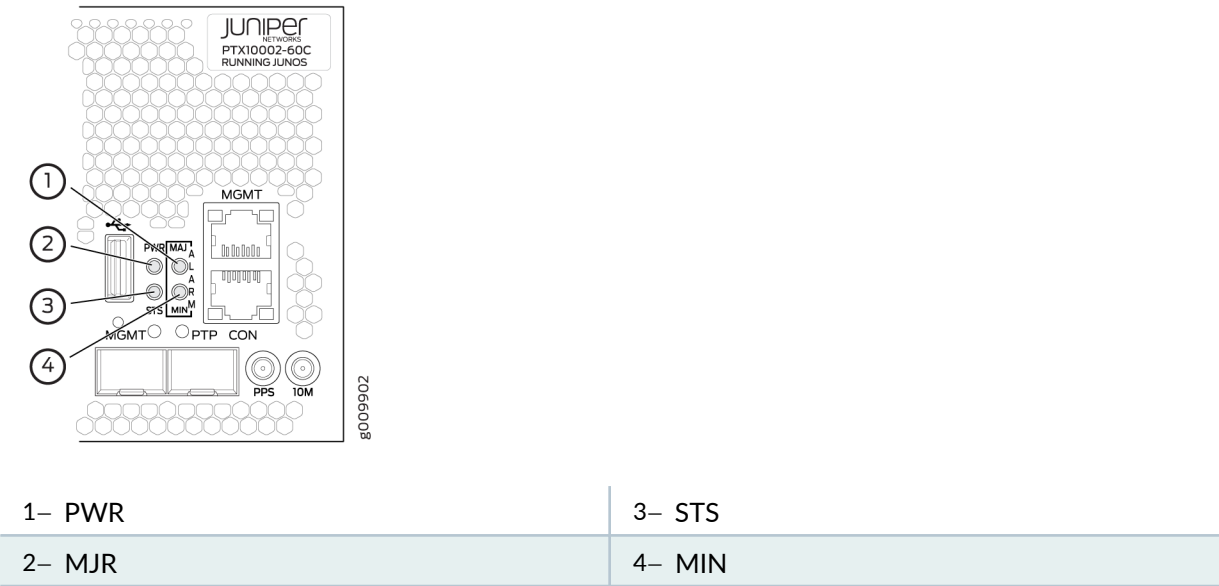 JUNIPER
NETWORKS
PTX10002-60C
RUNNING JUNOS
1
MGMT
2
PWR MAJ
ALARM
3
STS MIN
MGMT PTP CON
4
PPS 10M
g009902
1– PWR 3– STS
2– MJR 4– MIN